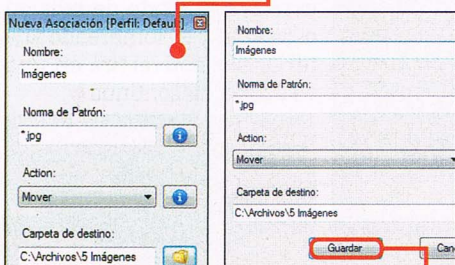 Nueva Asociación [Perfil: Default]
Nombre:
Imágenes
Norma de Patrón:
*.jpg
Action:
Mover
Carpeta de destino:
C:\Archivos\5 Imágenes
Nombre:
Imágenes
Norma de Patrón:
*.jpg
Action:
Mover
Carpeta de destino:
C:\Archivos\5 Imágenes
Guardar